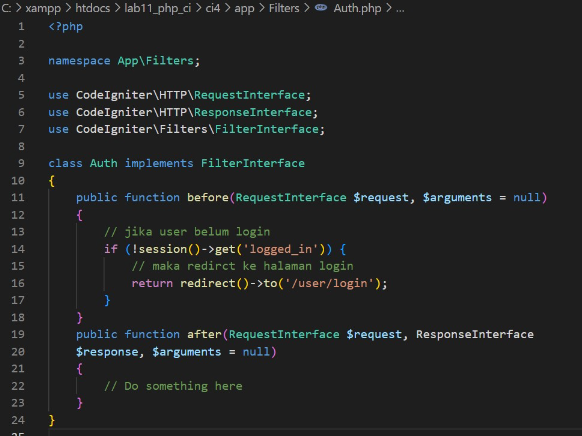 C: > xampp > htdocs > lab11_php_ci > ci4 > app > Filters > Auth.php > ...
1 <?php
2
3 namespace App\Filters;
4
5 use CodeIgniter\HTTP\RequestInterface;
6 use CodeIgniter\HTTP\ResponseInterface;
7 use CodeIgniter\Filters\FilterInterface;
8
9 class Auth implements FilterInterface
10 {
11     public function before(RequestInterface $request, $arguments = null)
12     {
13         // jika user belum login
14         if (!session()->get('logged_in')) {
15             // maka redirct ke halaman login
16             return redirect()->to('/user/login');
17         }
18     }
19     public function after(RequestInterface $request, ResponseInterface
20     $response, $arguments = null)
21     {
22         // Do something here
23     }
24 }
25